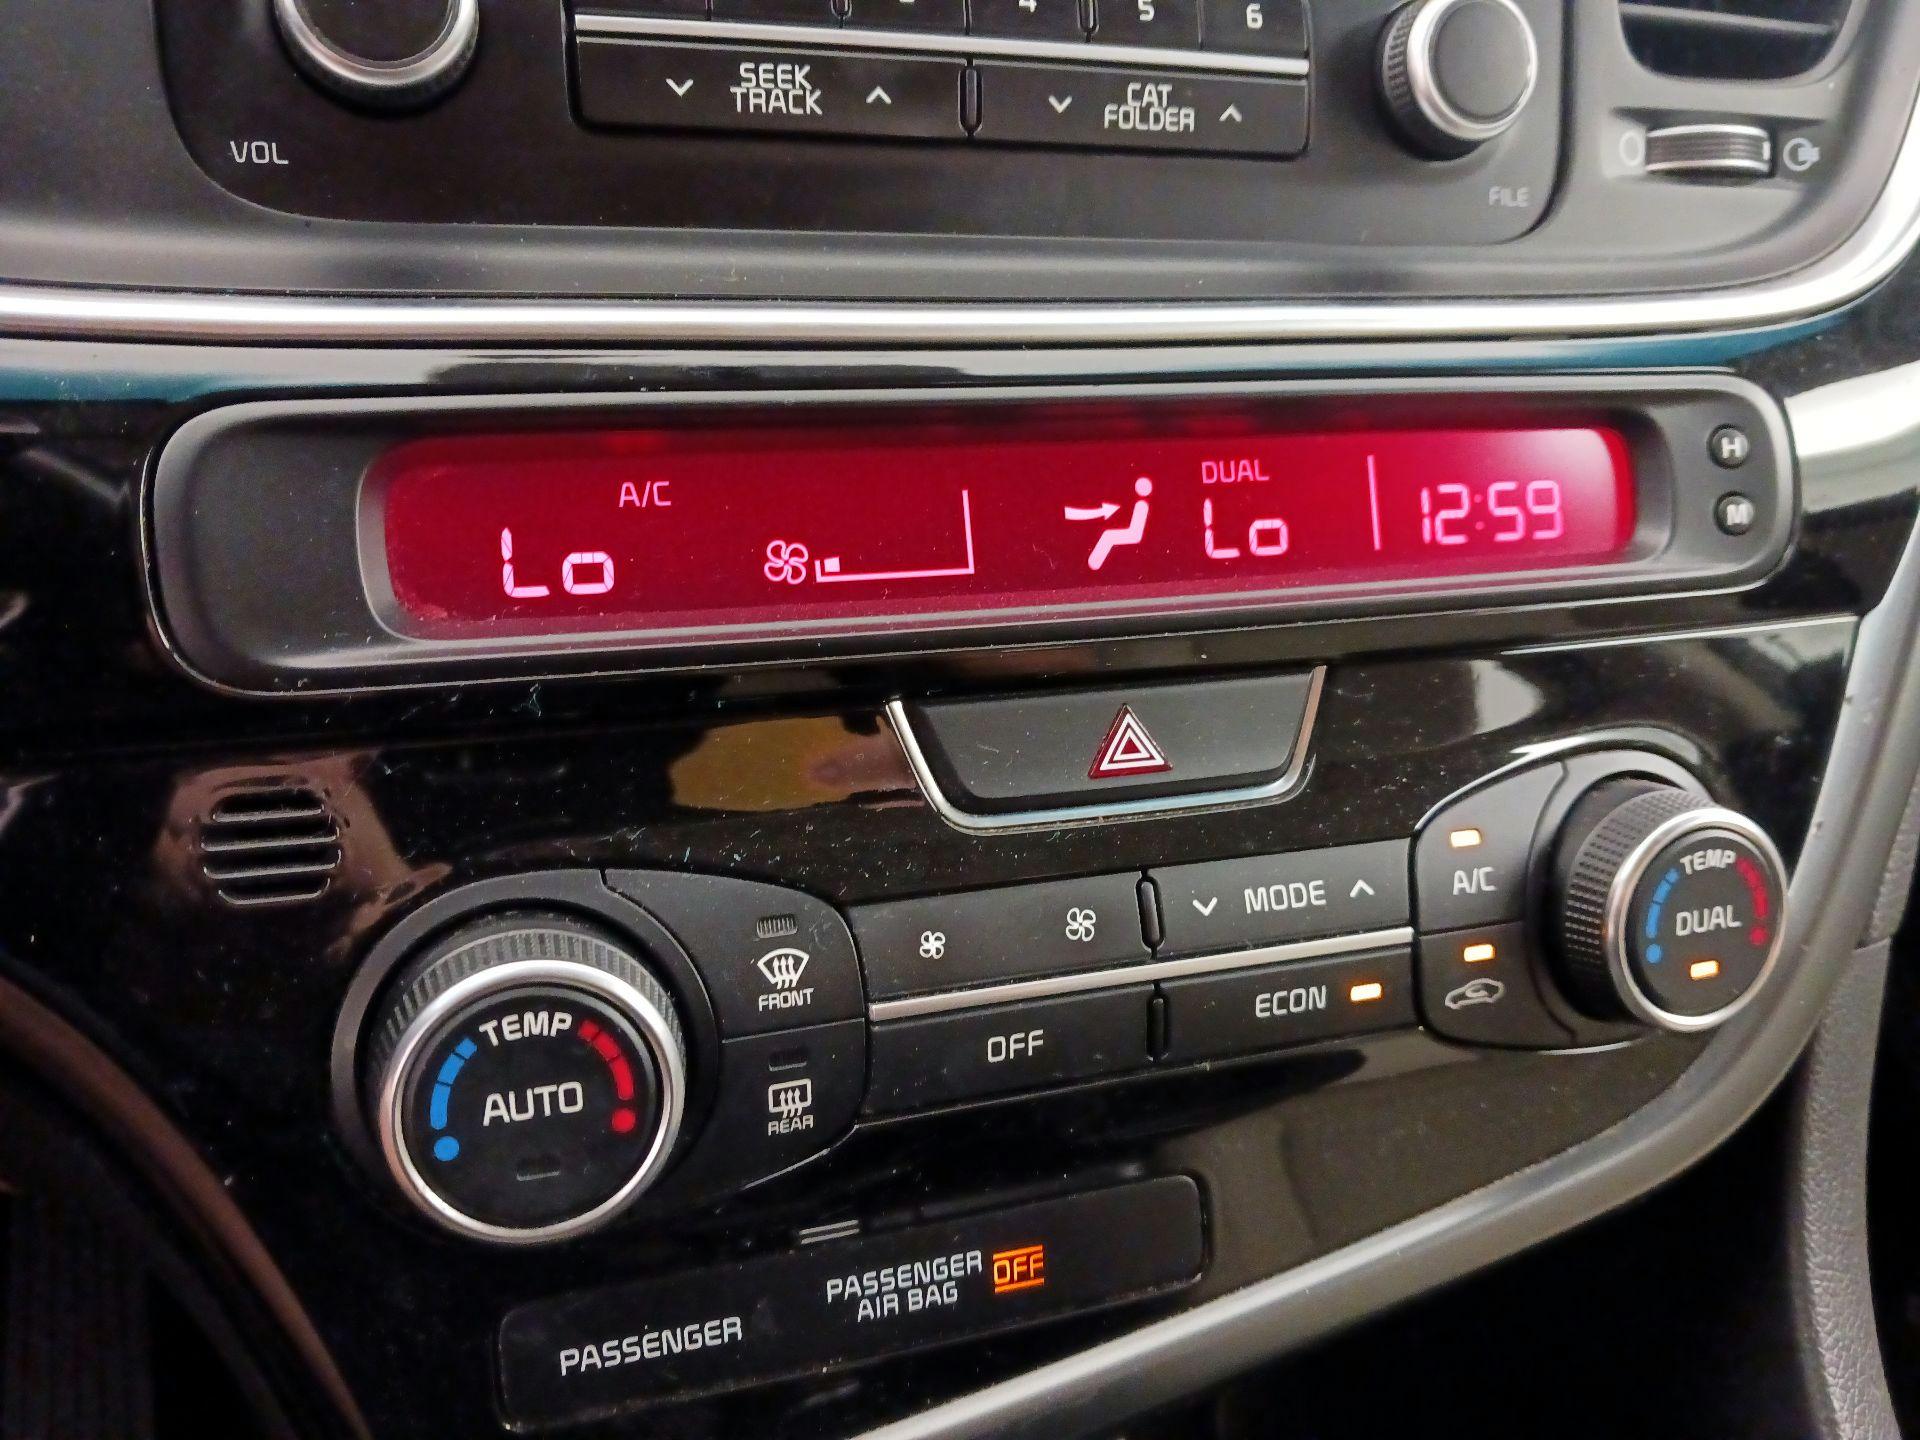 4 5 6
SEEK
TRACK
CAT
FOLDER
VOL
FILE
A/C
Lo
DUAL
Lo
12:59
H
M
TEMP
AUTO
FRONT
REAR
MODE
OFF
ECON
A/C
TEMP
DUAL
PASSENGER
AIR BAG
OFF
PASSENGER